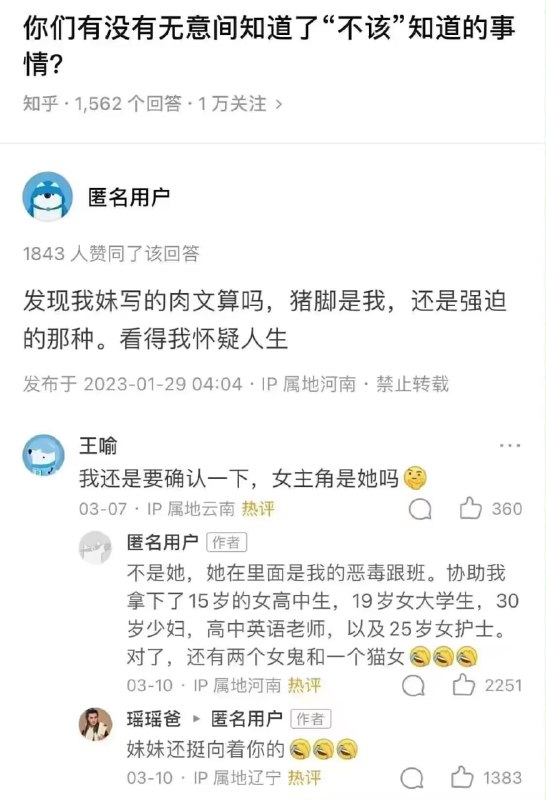 你们有没有无意间知道了“不该”知道的事
情?
知乎 · 1,562 个回答 · 1 万关注 >
匿名用户
1843 人赞同了该回答
发现我妹写的肉文算吗，猪脚是我，还是强迫
的那种。看得我怀疑人生
发布于 2023-01-29 04:04 · IP 属地河南 · 禁止转载
王喻
我还是要确认一下，女主角是她吗🤔
03-07 · IP 属地云南 热评 360
匿名用户 作者
不是她，她在里面是我的恶毒跟班。协助我
拿下了15岁的女高中生，19岁女大学生，30
岁少妇，高中英语老师，以及25岁女护士。
对了，还有两个女鬼和一个猫女🤣🤣🤣
03-10 · IP 属地河南 热评 2251
瑶瑶爸 ▸ 匿名用户 作者
妹妹还挺向着你的🤣🤣🤣
03-10 · IP 属地辽宁 热评 1383